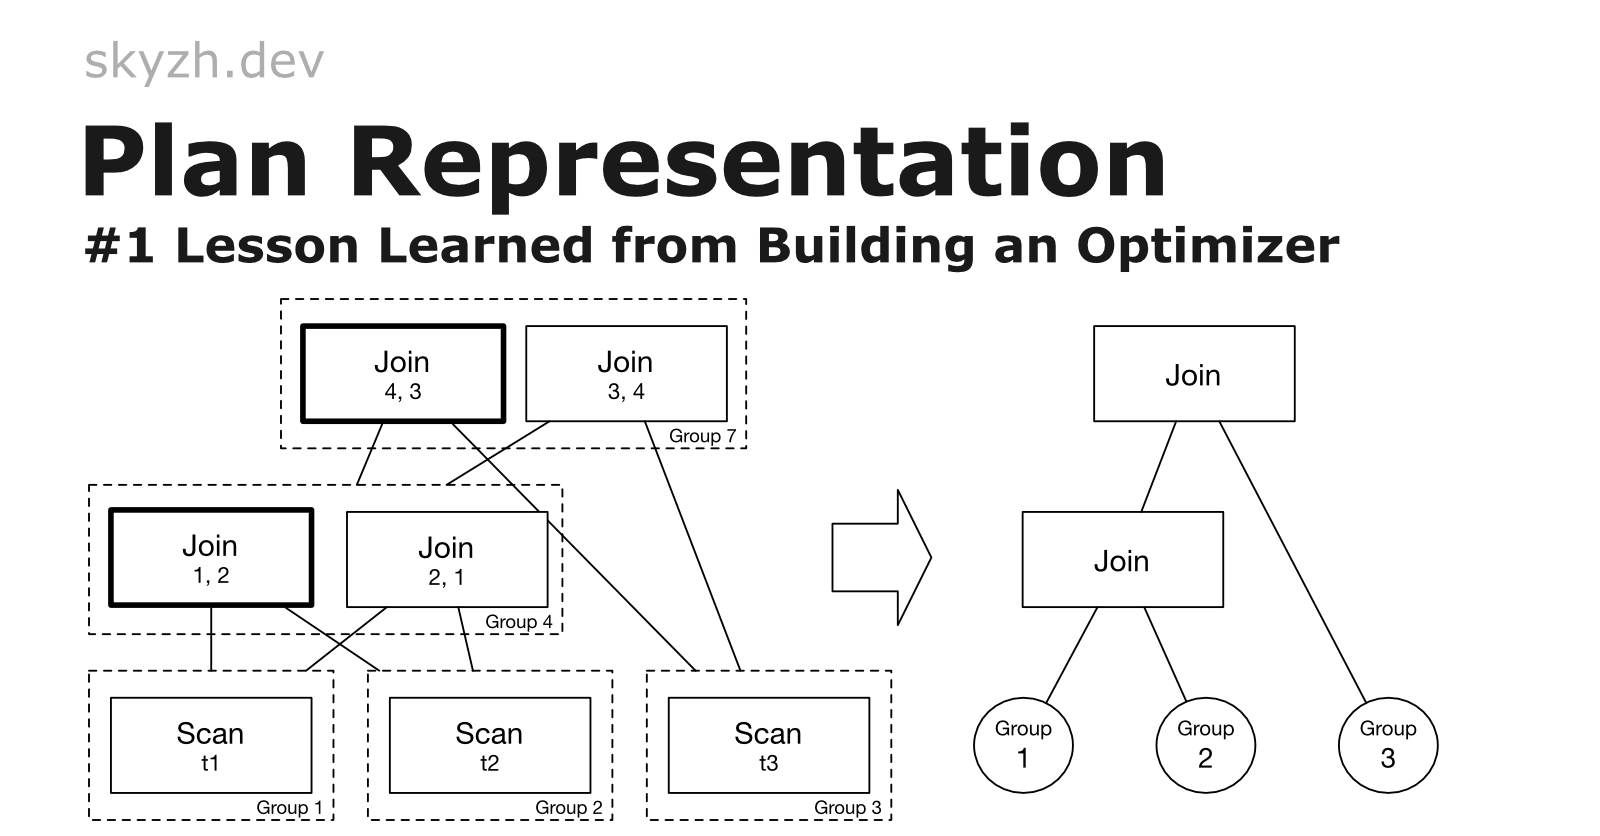 skyzh.dev
Plan Representation
#1 Lesson Learned from Building an Optimizer
Join
4, 3
Join
3, 4
Group 7
Join
1, 2
Join
2, 1
Group 4
Scan
t1
Group 1
Scan
t2
Group 2
Scan
t3
Group 3
Join
Join
Group
1
Group
2
Group
3